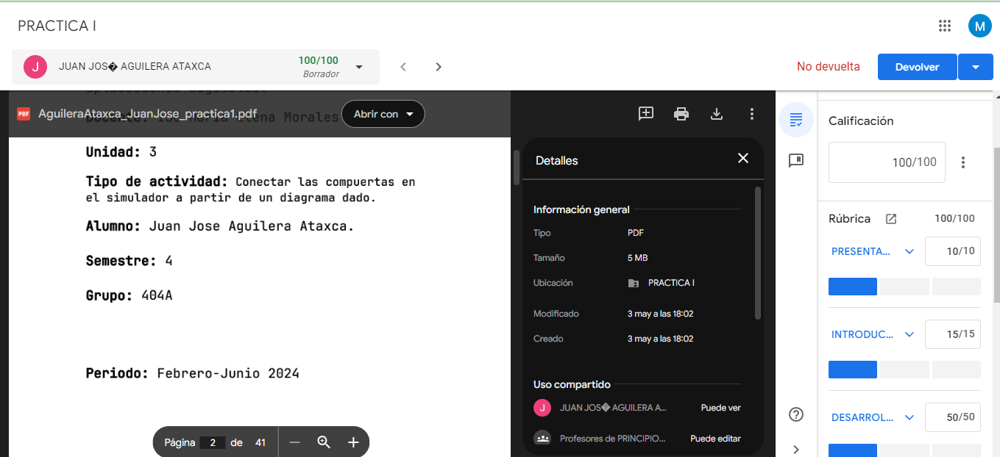 PRACTICA I
M
J
JUAN JOS� AGUILERA ATAXCA
100/100
Borrador
No devuelta
Devolver
PDF
AguileraAtaxca_JuanJose_practica1.pdf
Abrir con
Elena Morales
Unidad: 3
Tipo de actividad: Conectar las compuertas en
el simulador a partir de un diagrama dado.
Alumno: Juan Jose Aguilera Ataxca.
Semestre: 4
Grupo: 404A
Periodo: Febrero-Junio 2024
Página 2 de 41
Detalles
Información general
Tipo PDF
Tamaño 5 MB
Ubicación PRACTICA I
Modificado 3 may a las 18:02
Creado 3 may a las 18:02
Uso compartido
J JUAN JOS� AGUILERA A... Puede ver
Profesores de PRINCIPIO... Puede editar
Calificación
100/100
Rúbrica 100/100
PRESENTA... 10/10
INTRODUC... 15/15
DESARROL... 50/50